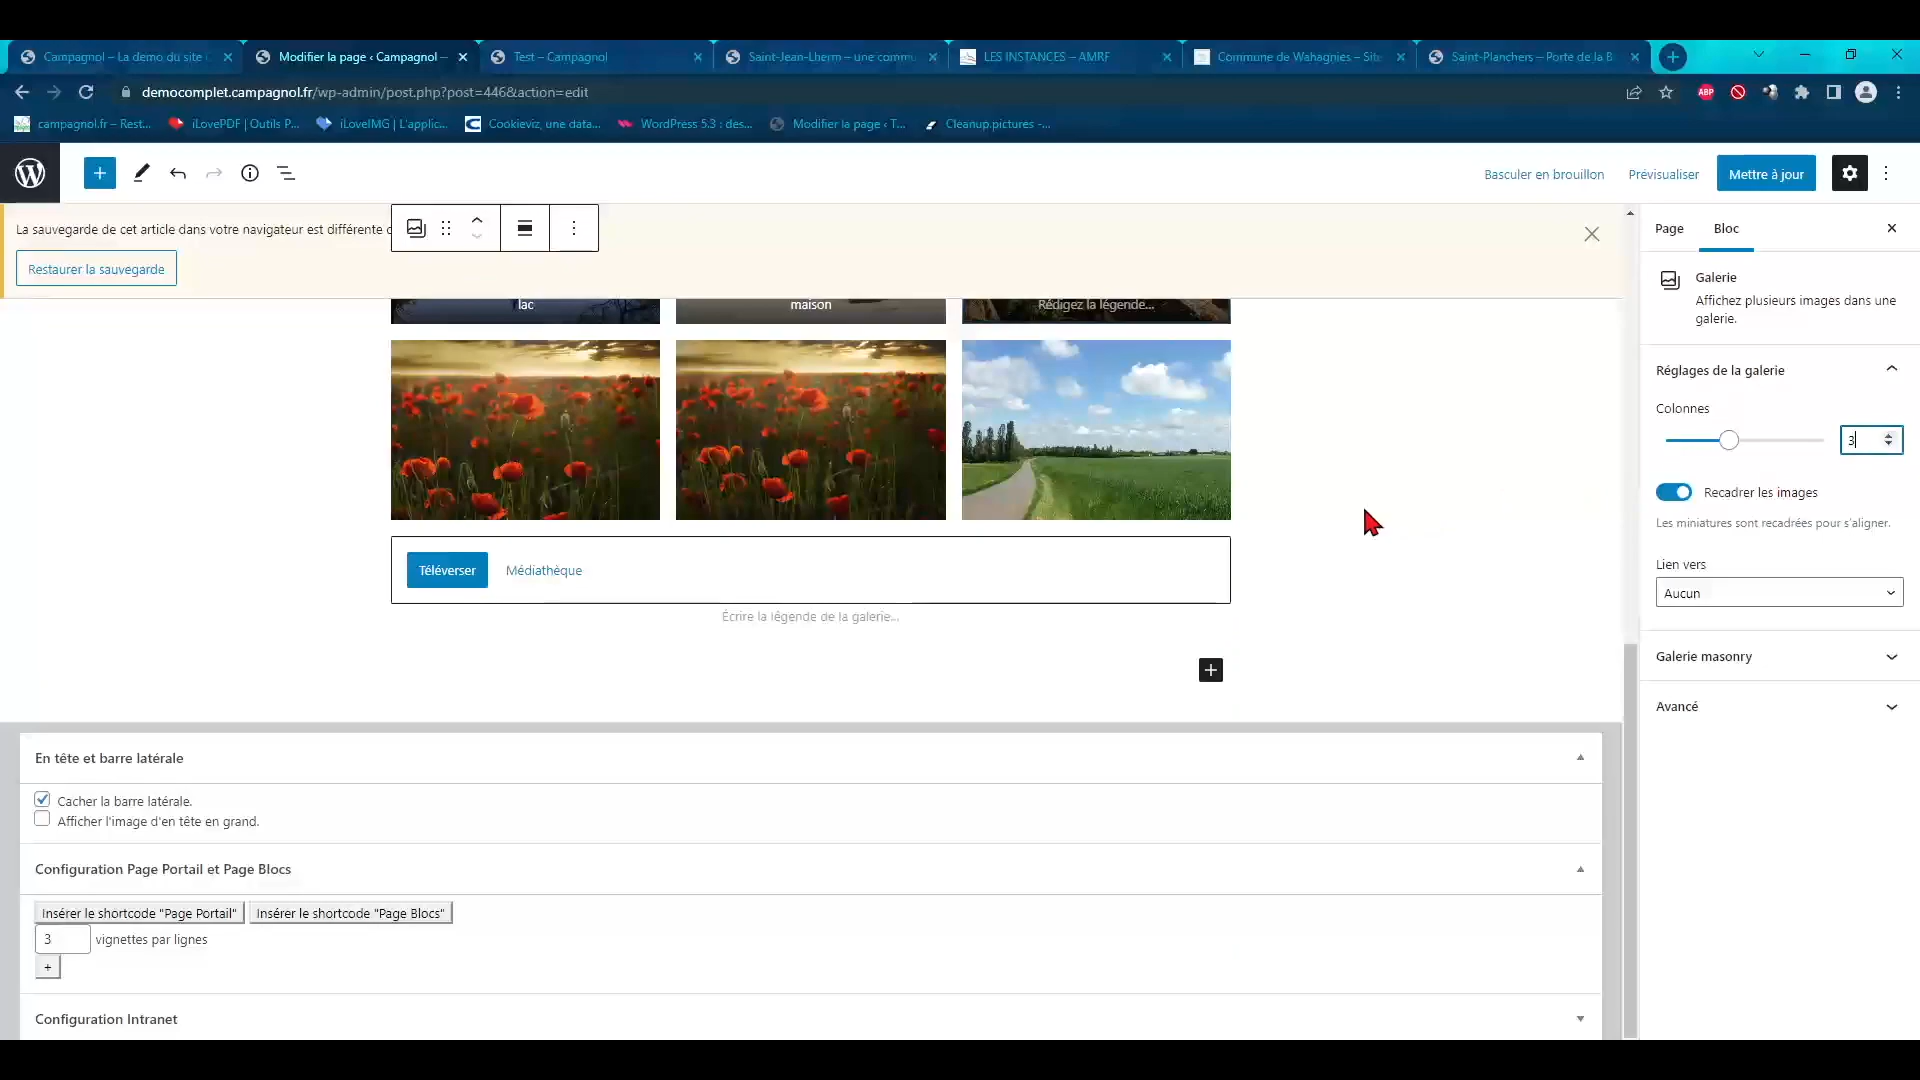 Campagnol – La demo du site
Modifier la page ‹ Campagnol —
Test – Campagnol
Saint-Jean-Lherm – une commu
LES INSTANCES – AMRF
Commune de Wahagnies – Site
Saint-Planchers – Porte de la B
democomplet.campagnol.fr/wp-admin/post.php?post=446&action=edit
ABP
campagnol.fr – Rest...
iLovePDF | Outils P...
iLoveIMG | L'applic...
Cookieviz, une data...
WordPress 5.3 : des...
Modifier la page ‹ T...
Cleanup.pictures -...
Basculer en brouillon
Prévisualiser
Mettre à jour
La sauvegarde de cet article dans votre navigateur est différente
Restaurer la sauvegarde
Page
Bloc
Galerie
Affichez plusieurs images dans une
galerie.
lac
maison
Rédigez la légende...
Réglages de la galerie
Colonnes
3
Recadrer les images
Les miniatures sont recadrées pour s'aligner.
Lien vers
Aucun
Téléverser
Médiathèque
Écrire la légende de la galerie...
Galerie masonry
Avancé
En tête et barre latérale
Cacher la barre latérale.
Afficher l'image d'en tête en grand.
Configuration Page Portail et Page Blocs
Insérer le shortcode "Page Portail"
Insérer le shortcode "Page Blocs"
3 vignettes par lignes
+
Configuration Intranet